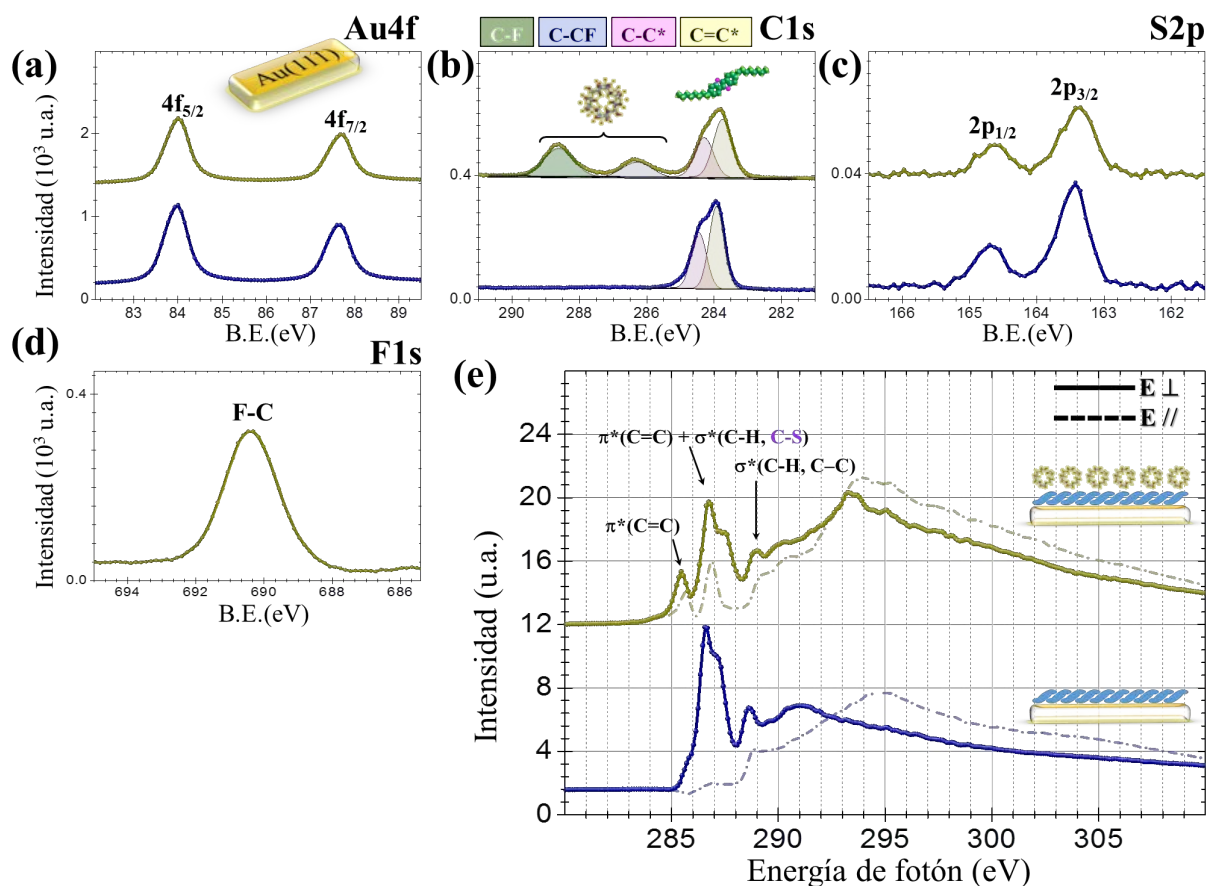 Au4f
C-F C-CF C-C* C=C* C1s
S2p
(a)
Au(111)
4f5/2
4f7/2
2
1
0
Intensidad (10³ u.a.)
83 84 85 86 87 88 89
B.E.(eV)
(b)
0.4
0.0
290 288 286 284 282
B.E.(eV)
(c)
2p3/2
2p1/2
0.04
0.00
166 165 164 163 162
B.E.(eV)
(d)
F1s
F-C
0.4
0.0
Intensidad (10³ u.a.)
694 692 690 688 686
B.E.(eV)
(e)
E ⊥
E //
π*(C=C) + σ*(C-H, C-S)
σ*(C-H, C–C)
π*(C=C)
24
20
16
12
8
4
0
Intensidad (u.a.)
285 290 295 300 305
Energía de fotón (eV)